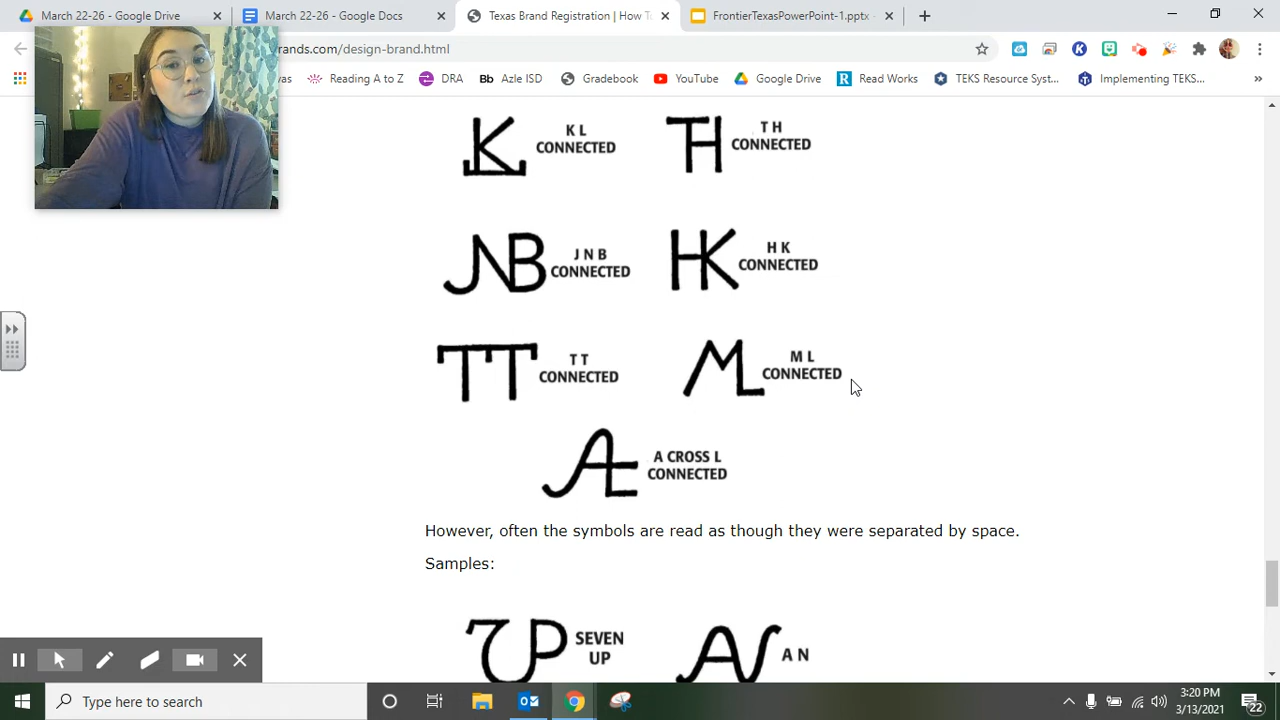 March 22-26 - Google Drive
March 22-26 - Google Docs
Texas Brand Registration | How T
FrontierTexasPowerPoint-1.pptx
rands.com/design-brand.html
vas
Reading A to Z
DRA
Bb Azle ISD
Gradebook
YouTube
Google Drive
R Read Works
TEKS Resource Syst...
Implementing TEKS...
K L
CONNECTED
T H
CONNECTED
J N B
CONNECTED
H K
CONNECTED
T T
CONNECTED
M L
CONNECTED
A CROSS L
CONNECTED
However, often the symbols are read as though they were separated by space.
Samples:
SEVEN
UP
A N
Type here to search
3:20 PM
3/13/2021
22